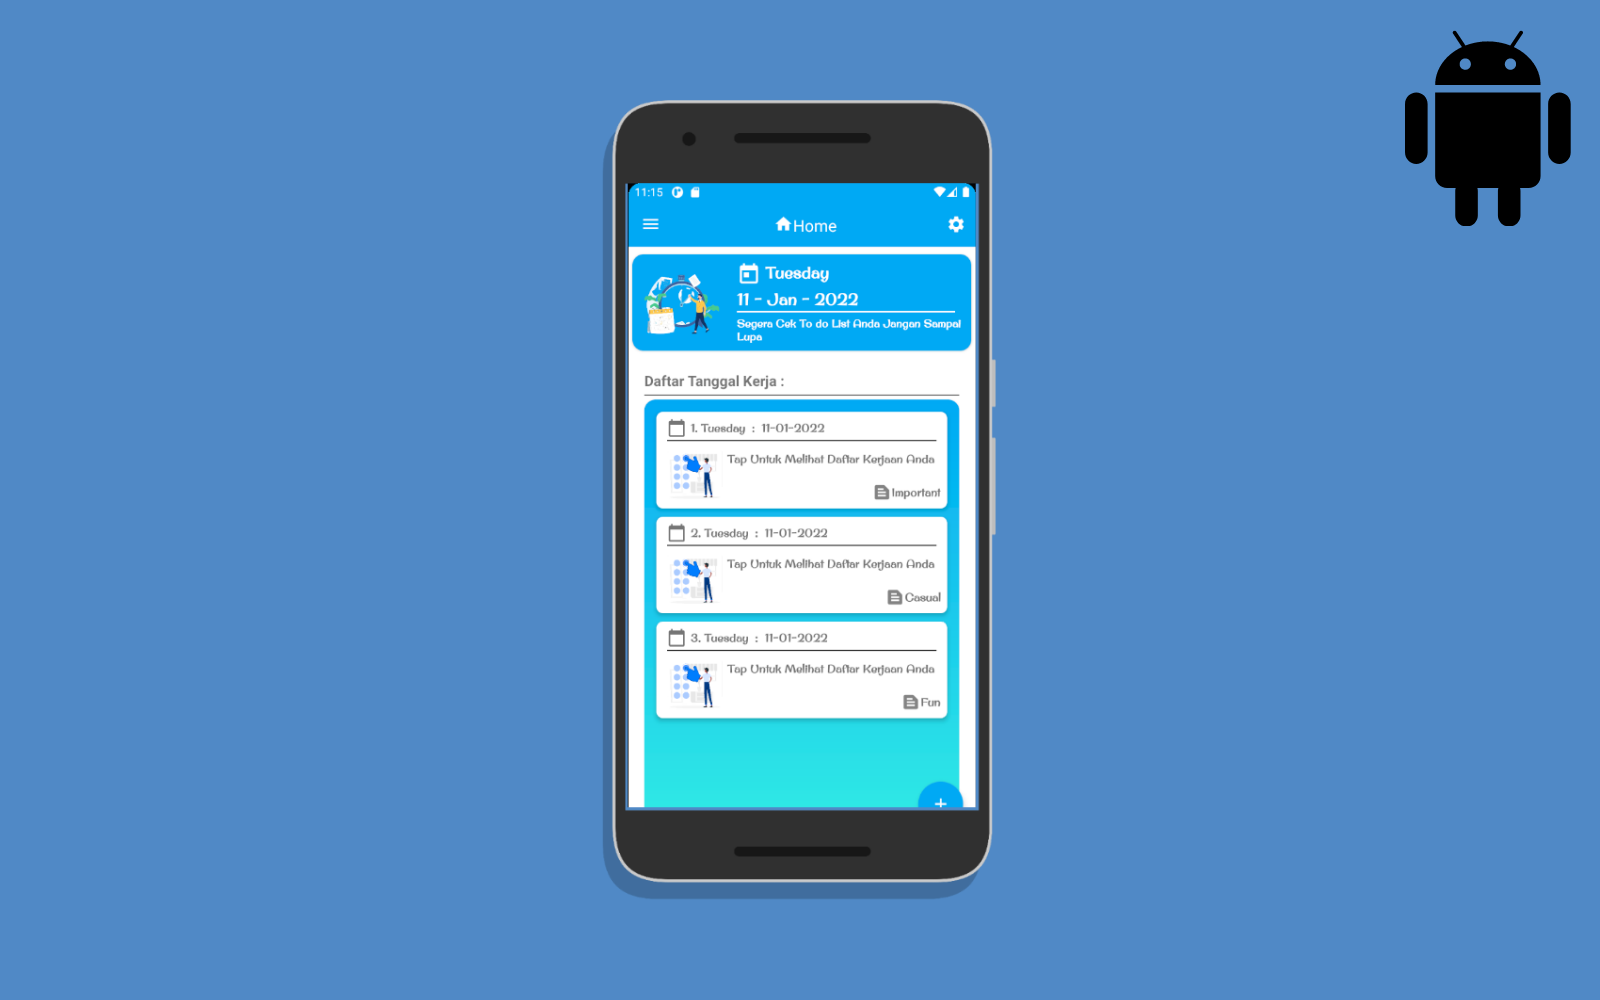 11:15
Home
Tuesday
11 - Jan - 2022
Segera Cek To do List Anda Jangan Sampai
Lupa
Daftar Tanggal Kerja :
1. Tuesday : 11-01-2022
Tap Untuk Melihat Daftar Kerjaan Anda
Important
2. Tuesday : 11-01-2022
Tap Untuk Melihat Daftar Kerjaan Anda
Casual
3. Tuesday : 11-01-2022
Tap Untuk Melihat Daftar Kerjaan Anda
Fun
+